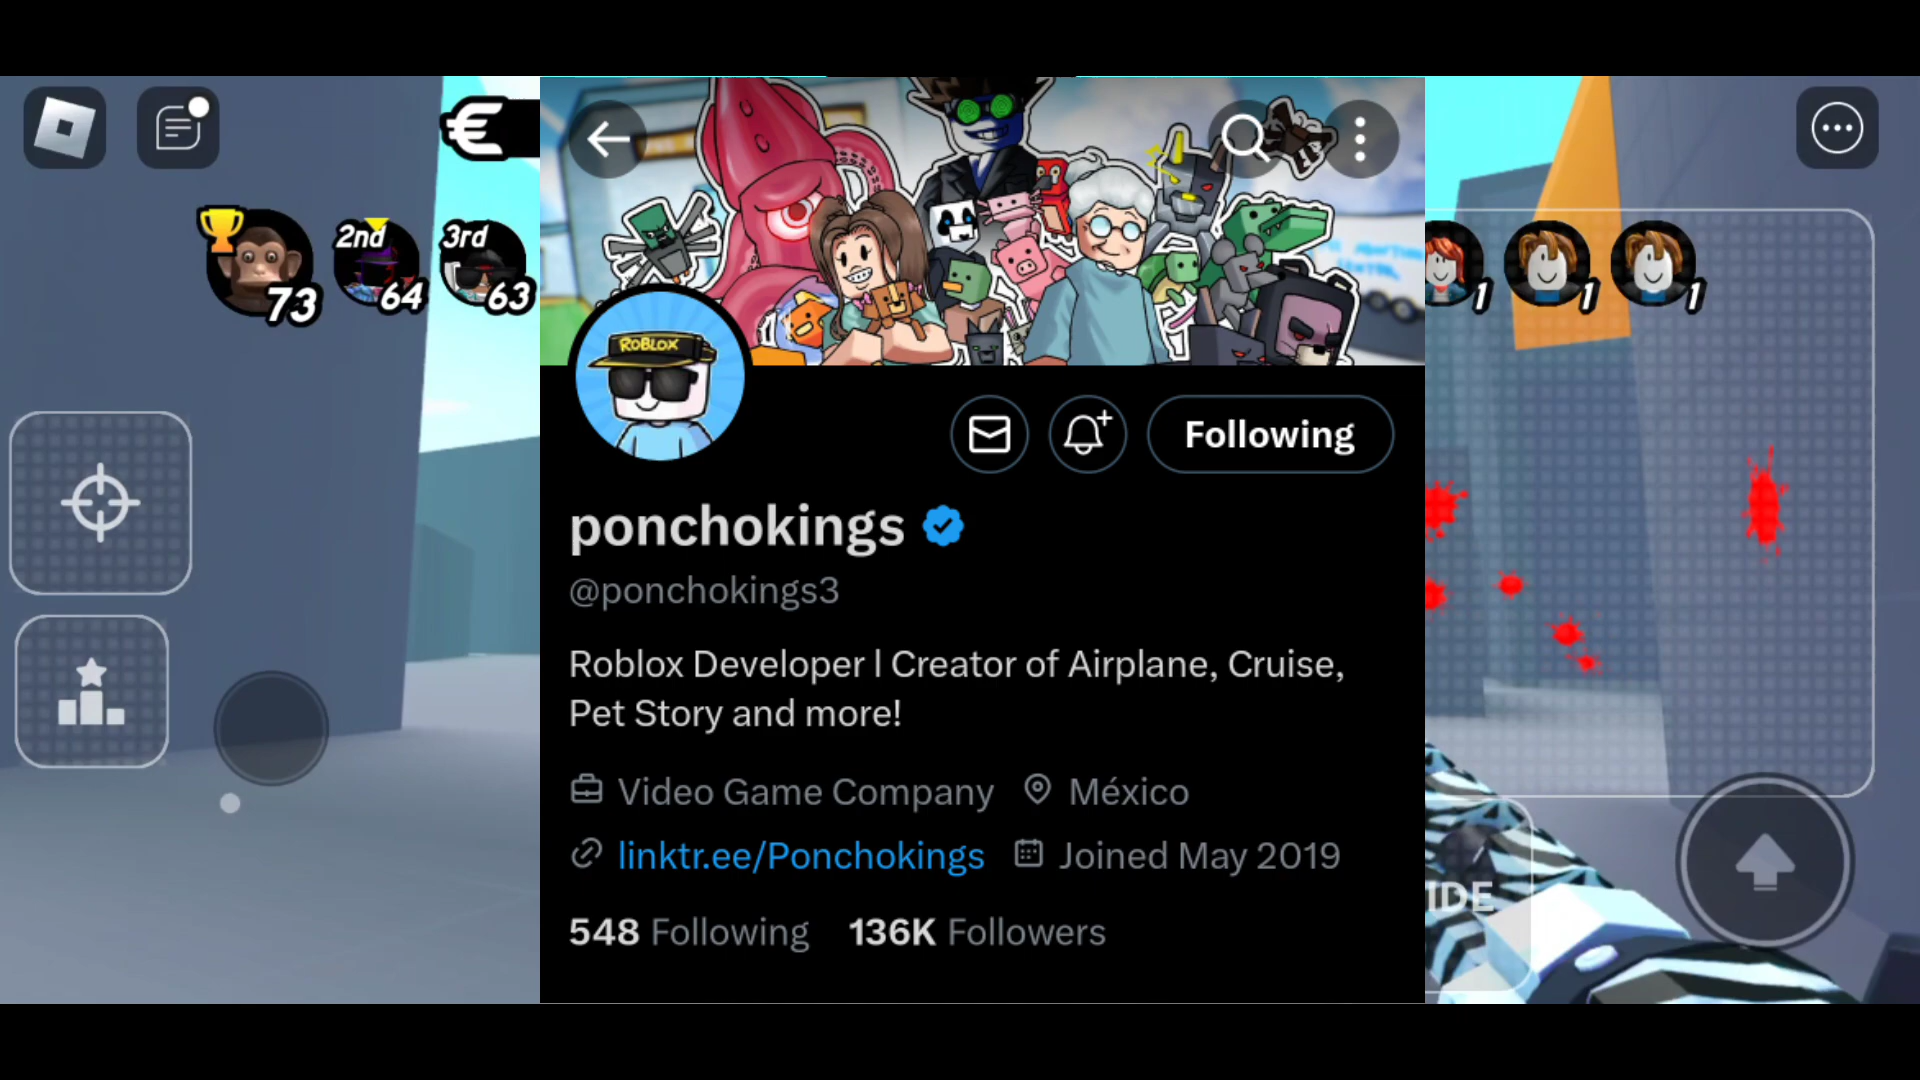 €
73
2nd
64
3rd
63
1
1
1
ROBLOX
Following
ponchokings
@ponchokings3
Roblox Developer l Creator of Airplane, Cruise,
Pet Story and more!
Video Game Company México
linktr.ee/Ponchokings Joined May 2019
548 Following 136K Followers
IDE